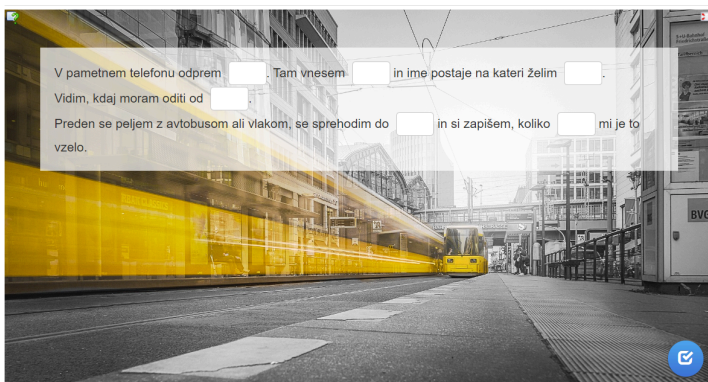 V pametnem telefonu odprem . Tam vnesem in ime postaje na kateri želim .
Vidim, kdaj moram oditi od .
Preden se peljem z avtobusom ali vlakom, se sprehodim do in si zapišem, koliko mi je to
vzelo.
BVG